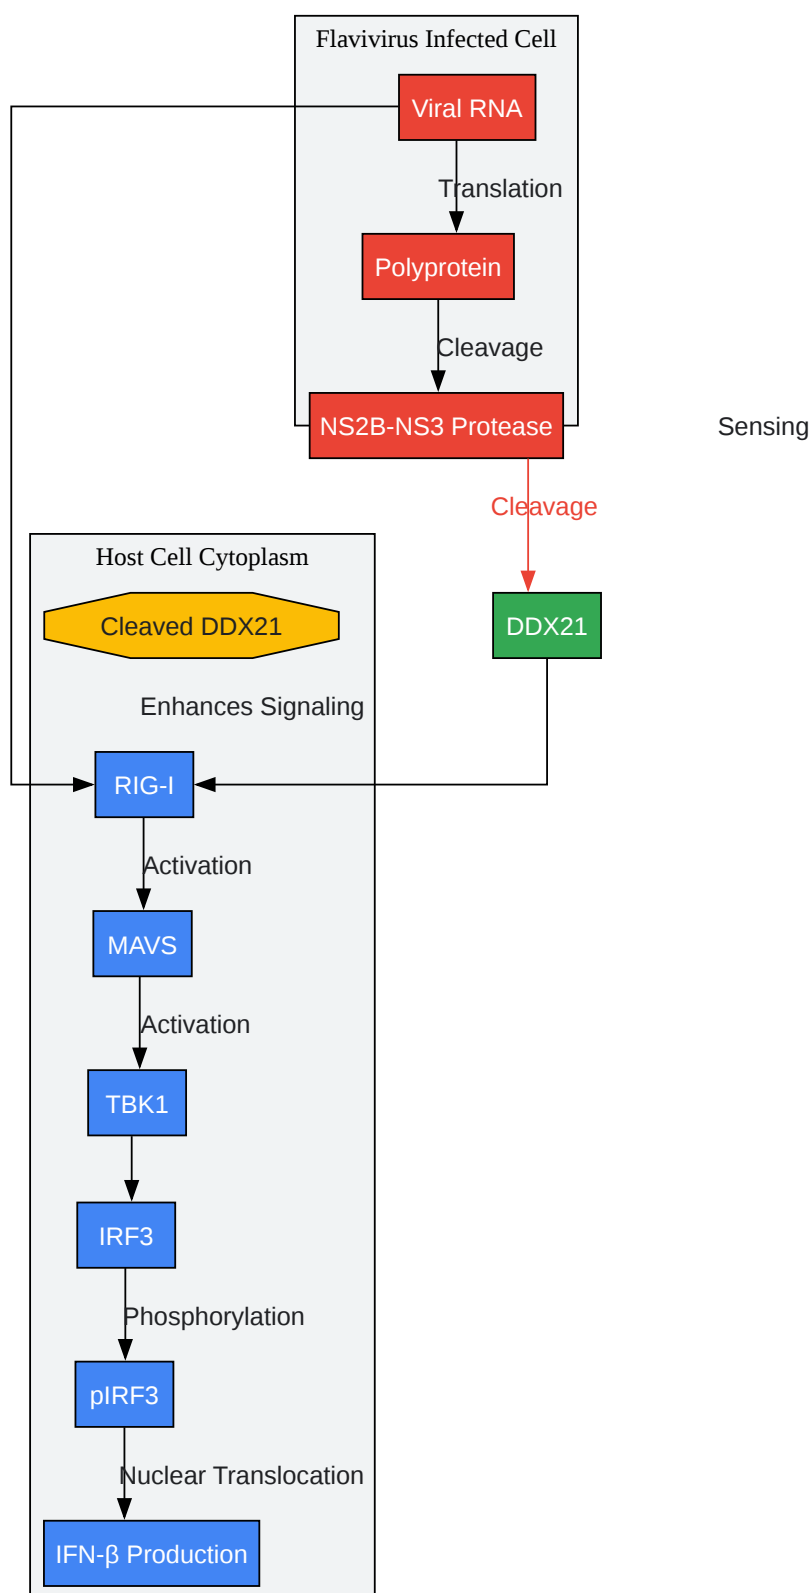 Flavivirus Infected Cell
Viral RNA
Translation
Polyprotein
Cleavage
NS2B-NS3 Protease
Sensing
Cleavage
Host Cell Cytoplasm
Cleaved DDX21
DDX21
Enhances Signaling
RIG-I
Activation
MAVS
Activation
TBK1
IRF3
Phosphorylation
pIRF3
Nuclear Translocation
IFN-β Production